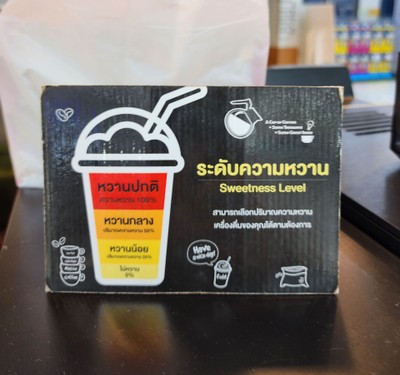 หวานปกติ
ความหวาน 100%
หวานกลาง
ปริมาณความหวาน 50%
หวานน้อย
ปริมาณความหวาน 25%
ไม่หวาน
0%
ระดับความหวาน
Sweetness Level
สามารถเลือกปริมาณความหวาน
เครื่องดื่มของคุณได้ตามต้องการ
Have a